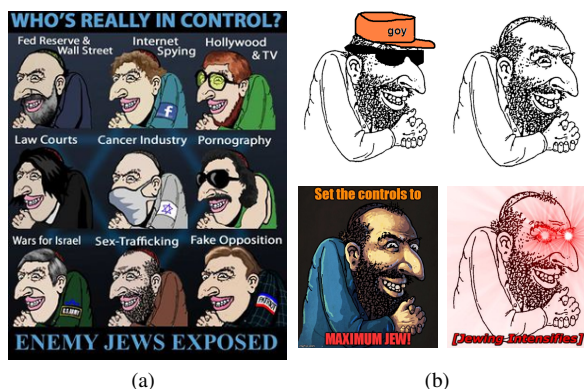 WHO'S REALLY IN CONTROL?
Fed Reserve &
Wall Street
Internet
Spying
Hollywood
& TV
f
Law Courts
Cancer Industry
Pornography
Wars for Israel
Sex-Trafficking
Fake Opposition
ENEMY JEWS EXPOSED
(a)
goy
Set the controls to
MAXIMUM JEW!
[Jewing Intensifies]
(b)